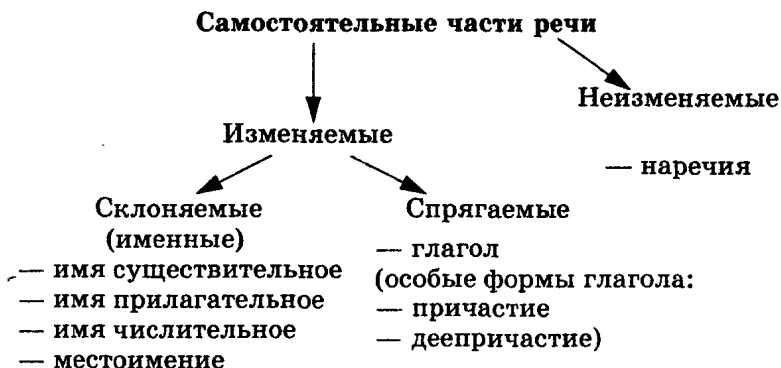 Самостоятельные части речи
Неизменяемые
— наречия
Изменяемые
Склоняемые
(именные)
— имя существительное
— имя прилагательное
— имя числительное
— местоимение
Спрягаемые
— глагол
(особые формы глагола:
— причастие
— деепричастие)